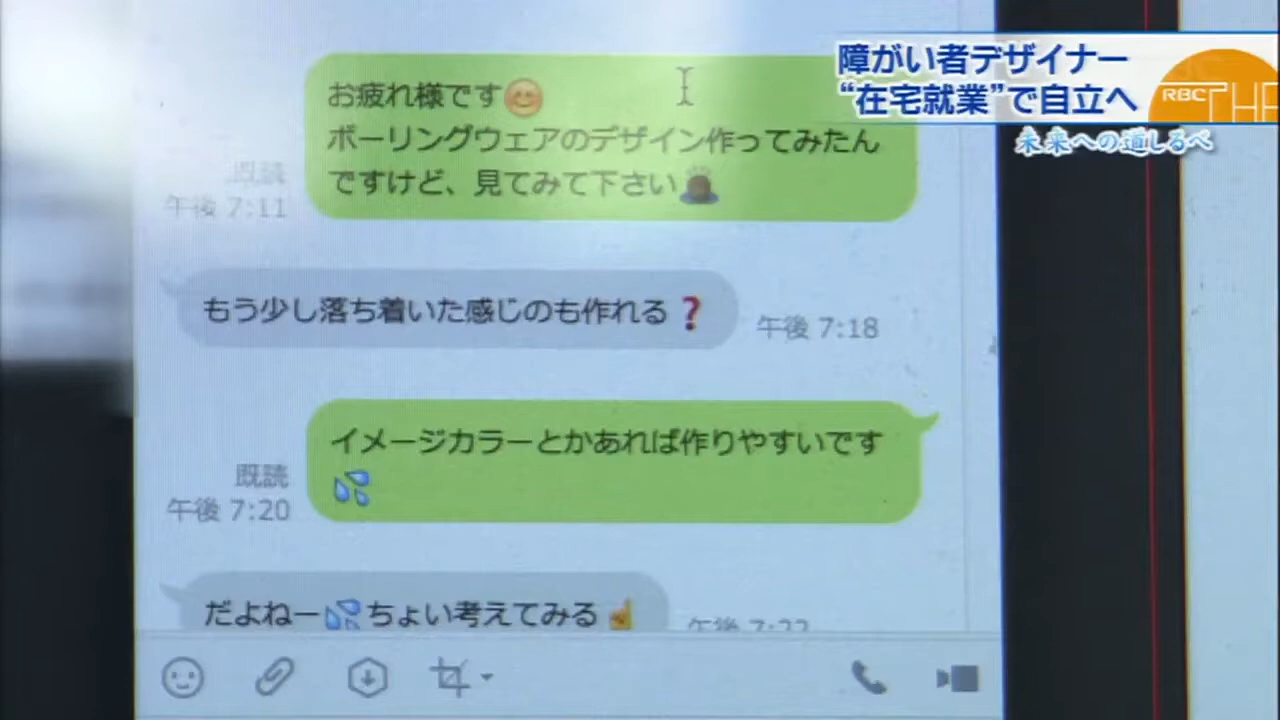 障がい者デザイナー
“在宅就業”で自立へ
RBC THE
未来への道しるべ
お疲れ様です😊
ボーリングウェアのデザイン作ってみたん
ですけど、見てみて下さい
既読
午後 7:11
もう少し落ち着いた感じのも作れる❓
午後 7:18
イメージカラーとかあれば作りやすいです
💦
既読
午後 7:20
だよねー💦ちょい考えてみる☝
午後 7:22